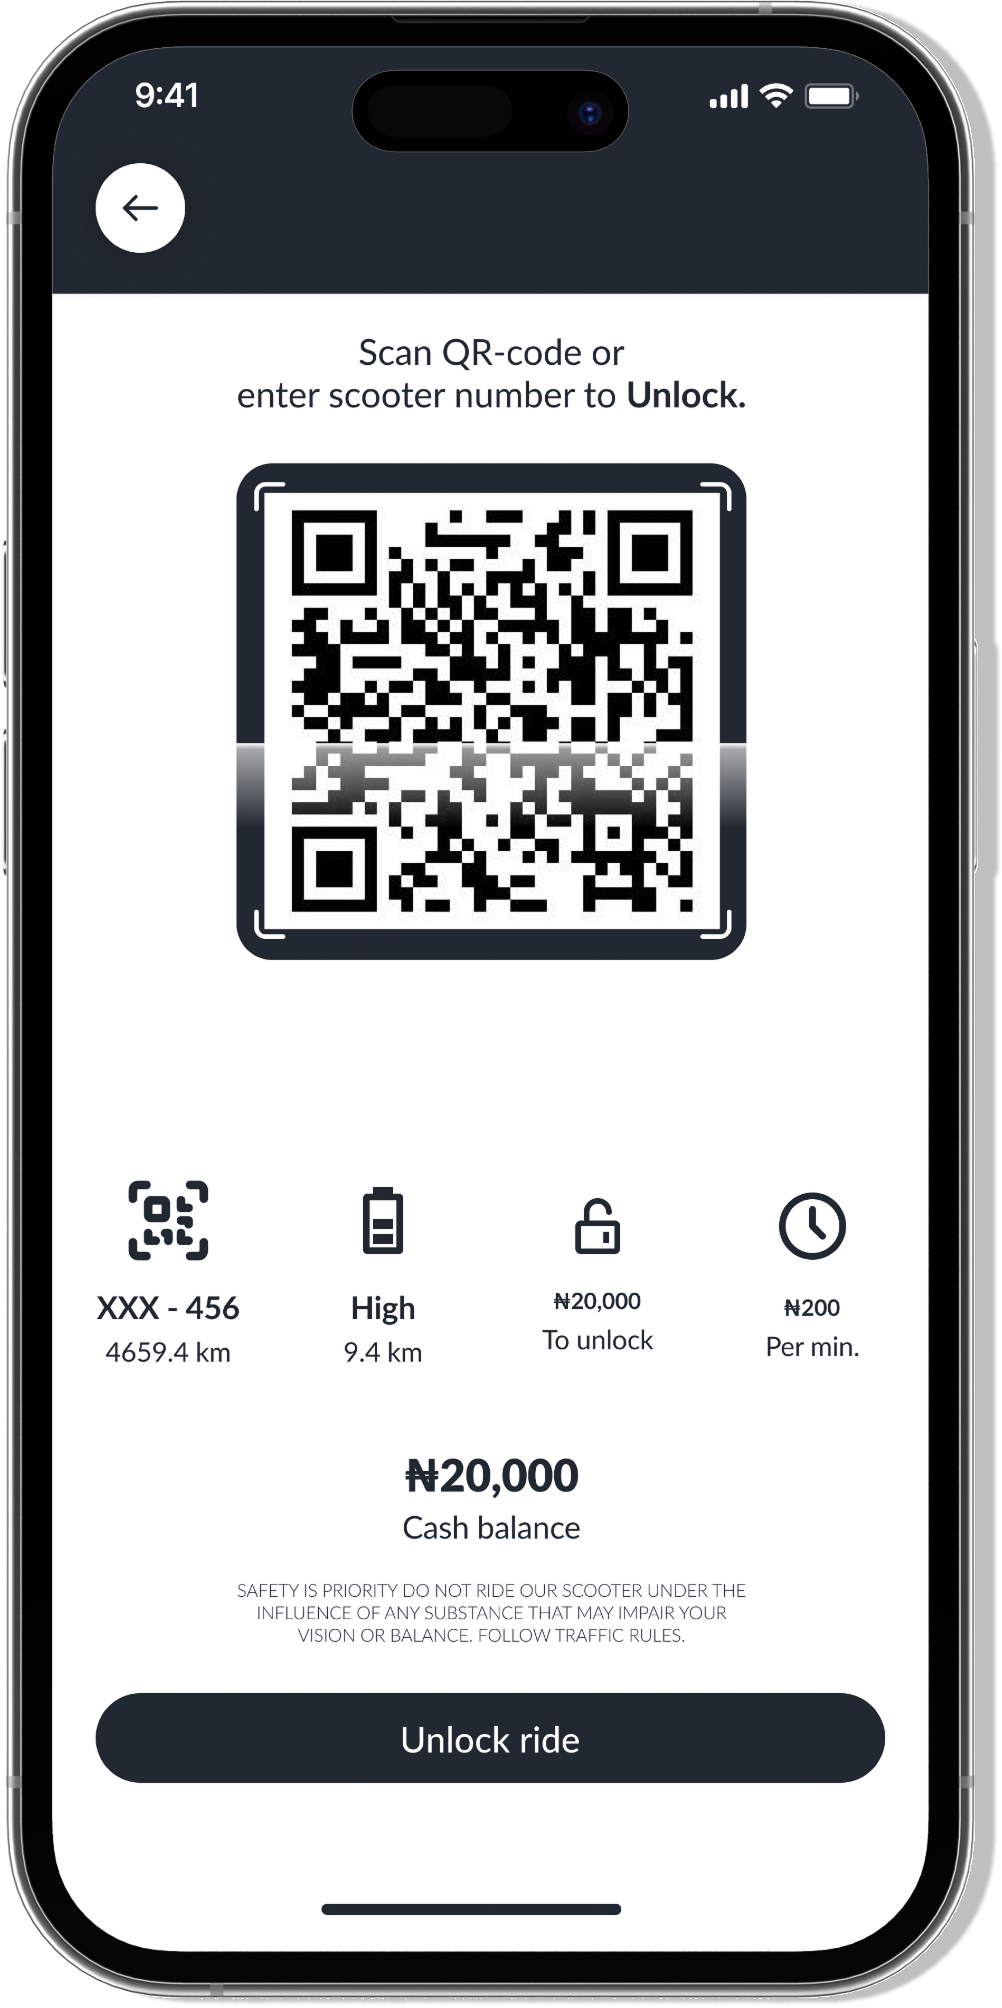 9:41
Scan QR-code or
enter scooter number to Unlock.
XXX - 456
4659.4 km
High
9.4 km
₦20,000
To unlock
₦200
Per min.
₦20,000
Cash balance
SAFETY IS PRIORITY DO NOT RIDE OUR SCOOTER UNDER THE
INFLUENCE OF ANY SUBSTANCE THAT MAY IMPAIR YOUR
VISION OR BALANCE. FOLLOW TRAFFIC RULES.
Unlock ride